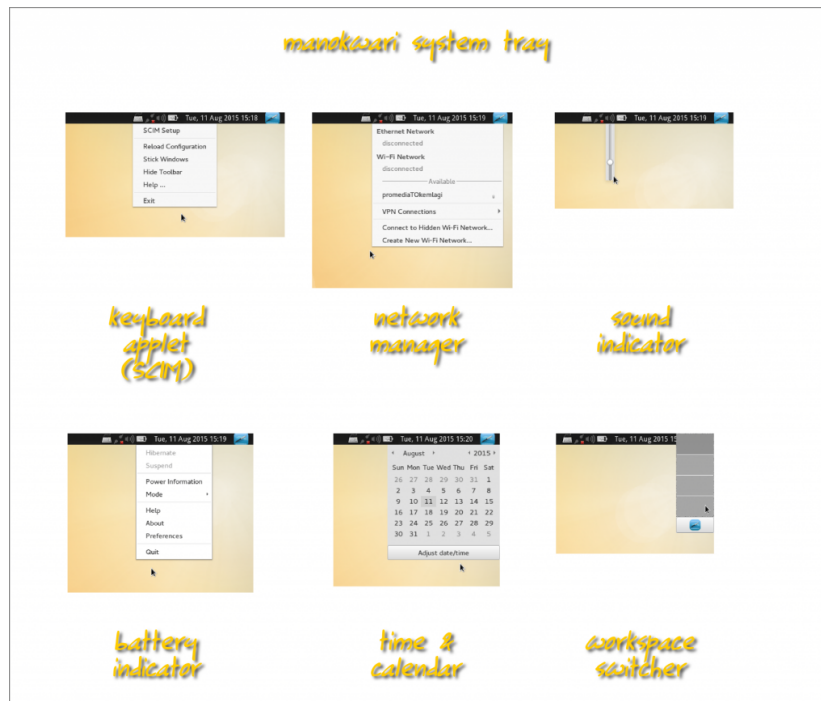 manokwari system tray
Tue, 11 Aug 2015 15:18
SCIM Setup
Reload Configuration
Stick Windows
Hide Toolbar
Help ...
Exit
keyboard
applet
(SCIM)
Tue, 11 Aug 2015 15:19
Ethernet Network
disconnected
Wi-Fi Network
disconnected
Available
promediaTOkemlagi
VPN Connections
Connect to Hidden Wi-Fi Network...
Create New Wi-Fi Network...
network
manager
Tue, 11 Aug 2015 15:19
sound
indicator
Tue, 11 Aug 2015 15:19
Hibernate
Suspend
Power Information
Mode
Help
About
Preferences
Quit
battery
indicator
Tue, 11 Aug 2015 15:20
August 2015
Sun Mon Tue Wed Thu Fri Sat
26 27 28 29 30 31 1
2 3 4 5 6 7 8
9 10 11 12 13 14 15
16 17 18 19 20 21 22
23 24 25 26 27 28 29
30 31 1 2 3 4 5
Adjust date/time
time &
calendar
Tue, 11 Aug 2015 15
workspace
switcher